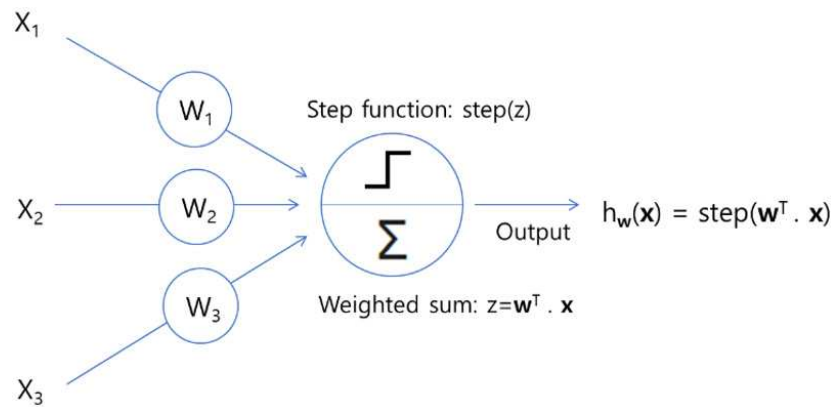 X₁
W₁
Step function: step(z)
X₂
W₂
Output
h𝐰(𝐱) = step(𝐰ᵀ . 𝐱)
Σ
W₃
Weighted sum: z=𝐰ᵀ . 𝐱
X₃